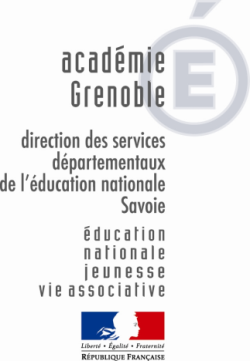 académie
Grenoble
É
direction des services
départementaux
de l'éducation nationale
Savoie
éducation
nationale
jeunesse
vie associative
Liberté • Égalité • Fraternité
RÉPUBLIQUE FRANÇAISE